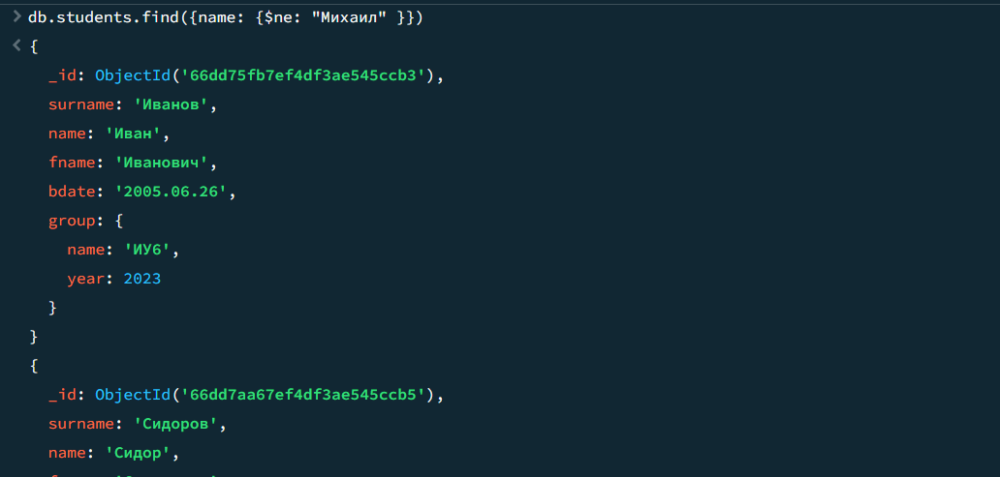 > db.students.find({name: {$ne: "Михаил" }})
< {
_id: ObjectId('66dd75fb7ef4df3ae545ccb3'),
surname: 'Иванов',
name: 'Иван',
fname: 'Иванович',
bdate: '2005.06.26',
group: {
name: 'ИУ6',
year: 2023
}
}
{
_id: ObjectId('66dd7aa67ef4df3ae545ccb5'),
surname: 'Сидоров',
name: 'Сидор',